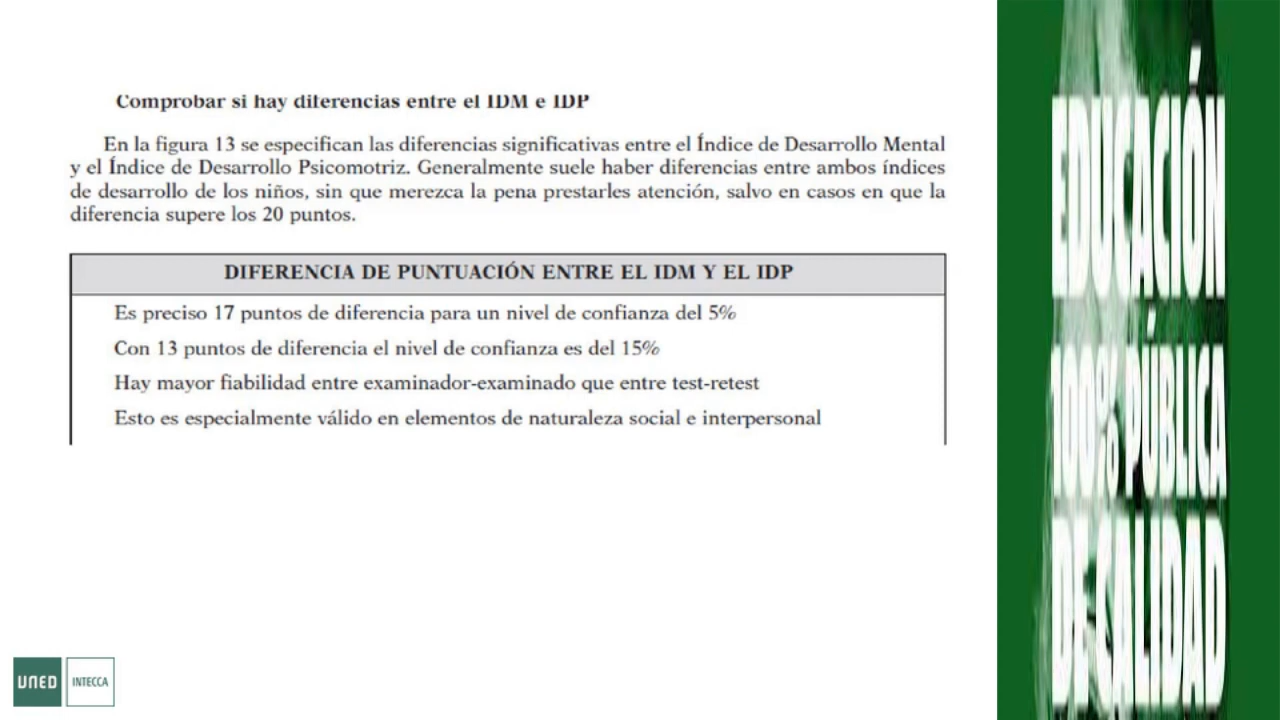 Comprobar si hay diferencias entre el IDM e IDP
En la figura 13 se especifican las diferencias significativas entre el Índice de Desarrollo Mental
y el Índice de Desarrollo Psicomotriz. Generalmente suele haber diferencias entre ambos índices
de desarrollo de los niños, sin que merezca la pena prestarles atención, salvo en casos en que la
diferencia supere los 20 puntos.
DIFERENCIA DE PUNTUACIÓN ENTRE EL IDM Y EL IDP
Es preciso 17 puntos de diferencia para un nivel de confianza del 5%
Con 13 puntos de diferencia el nivel de confianza es del 15%
Hay mayor fiabilidad entre examinador-examinado que entre test-retest
Esto es especialmente válido en elementos de naturaleza social e interpersonal
EDUCACIÓN
100% PÚBLICA
DE CALIDAD
UNED
INTECCA